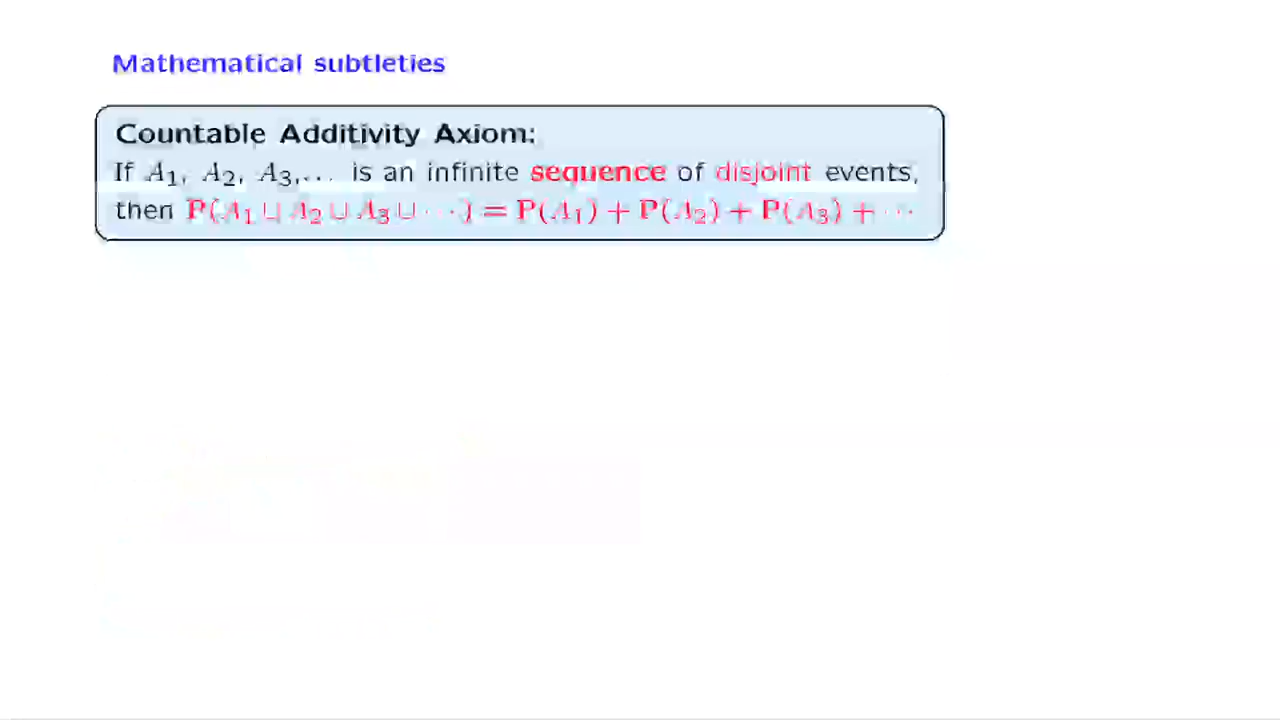 Mathematical subtleties
Countable Additivity Axiom:
If A₁, A₂, A₃,... is an infinite sequence of disjoint events,
then P(A₁ ∪ A₂ ∪ A₃ ∪ ···) = P(A₁) + P(A₂) + P(A₃) + ···